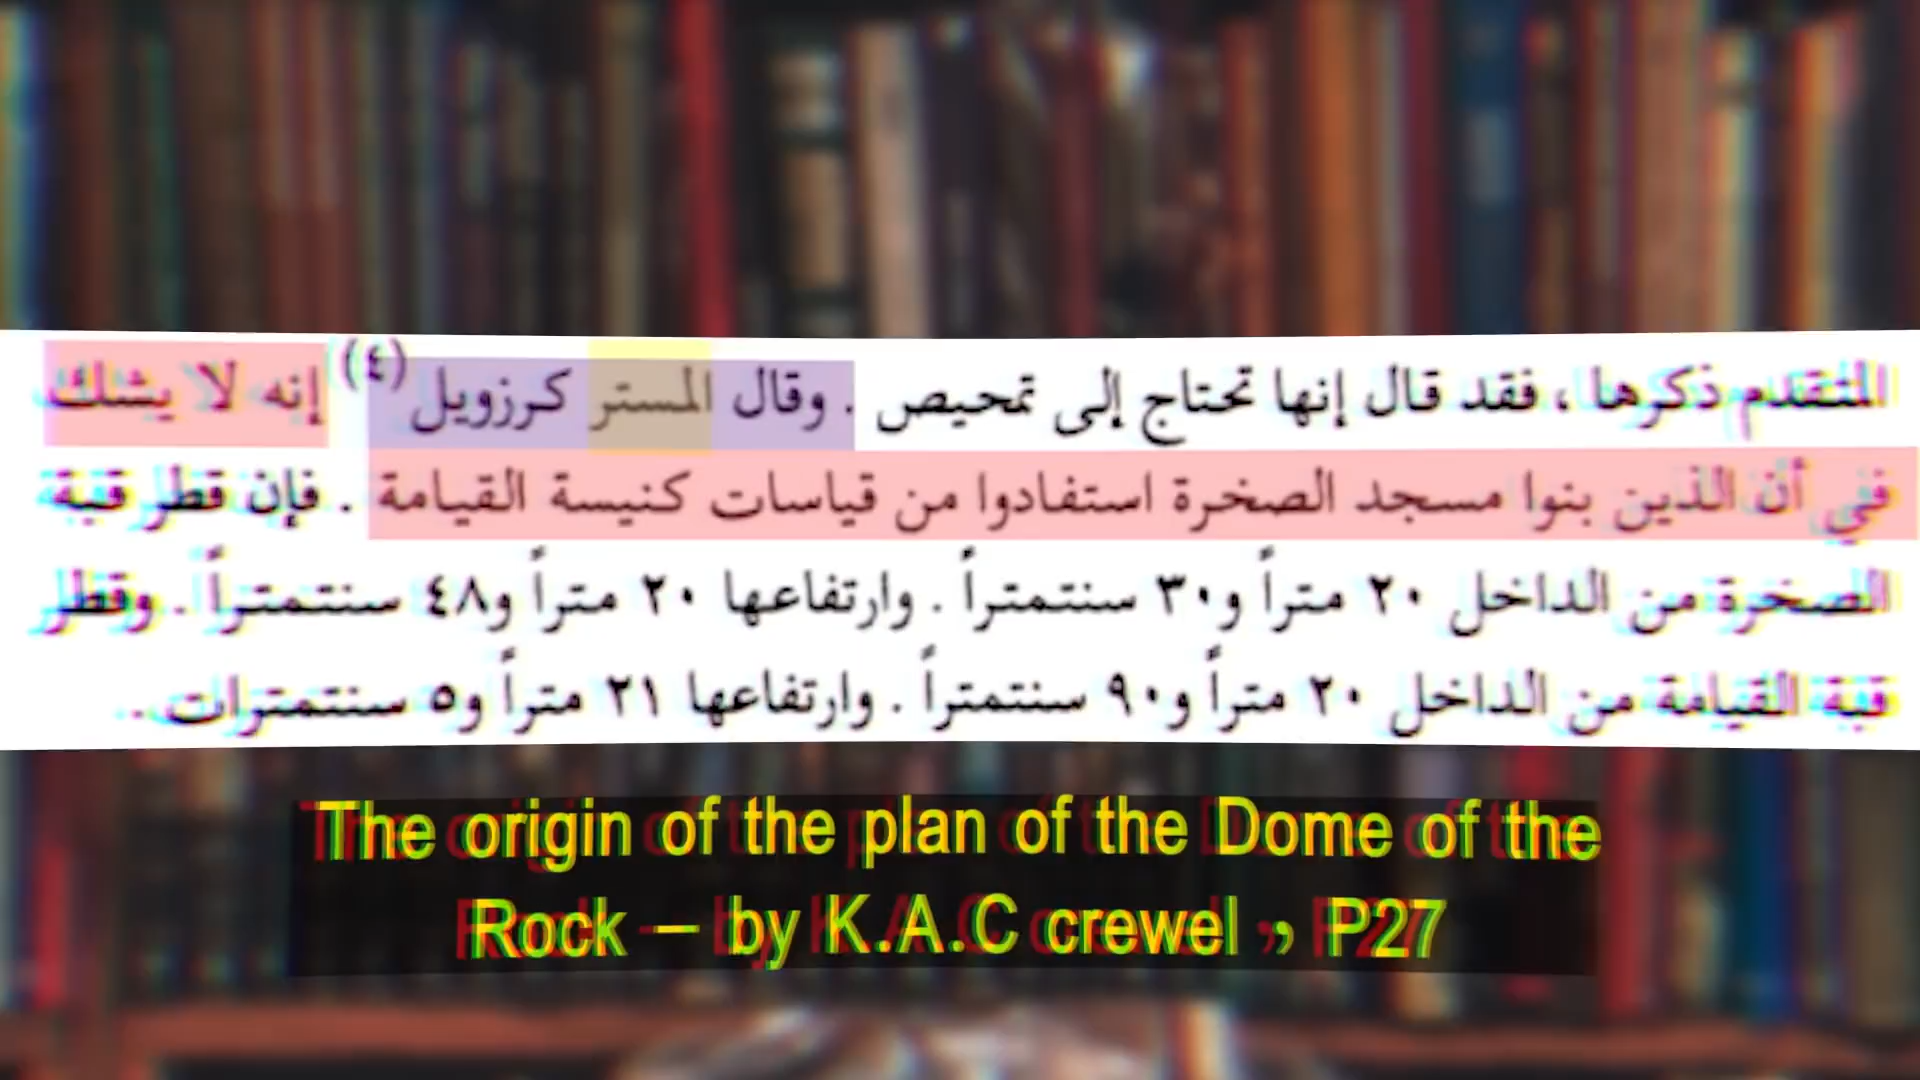 المتقدم ذكرها ، فقد قال إنها تحتاج إلى تمحيص . وقال المستر كرزويل (٤) إنه لا يشك
في أن الذين بنوا مسجد الصخرة استفادوا من قياسات كنيسة القيامة . فإن قطر قبة
الصخرة من الداخل ٢٠ متراً و٣٠ سنتمتراً . وارتفاعها ٢٠ متراً و٤٨ سنتمتراً . وقطر
قبة القيامة من الداخل ٢٠ متراً و٩٠ سنتمتراً . وارتفاعها ٢١ متراً و٥ سنتمترات ..
The origin of the plan of the Dome of the
Rock – by K.A.C crewel , P27